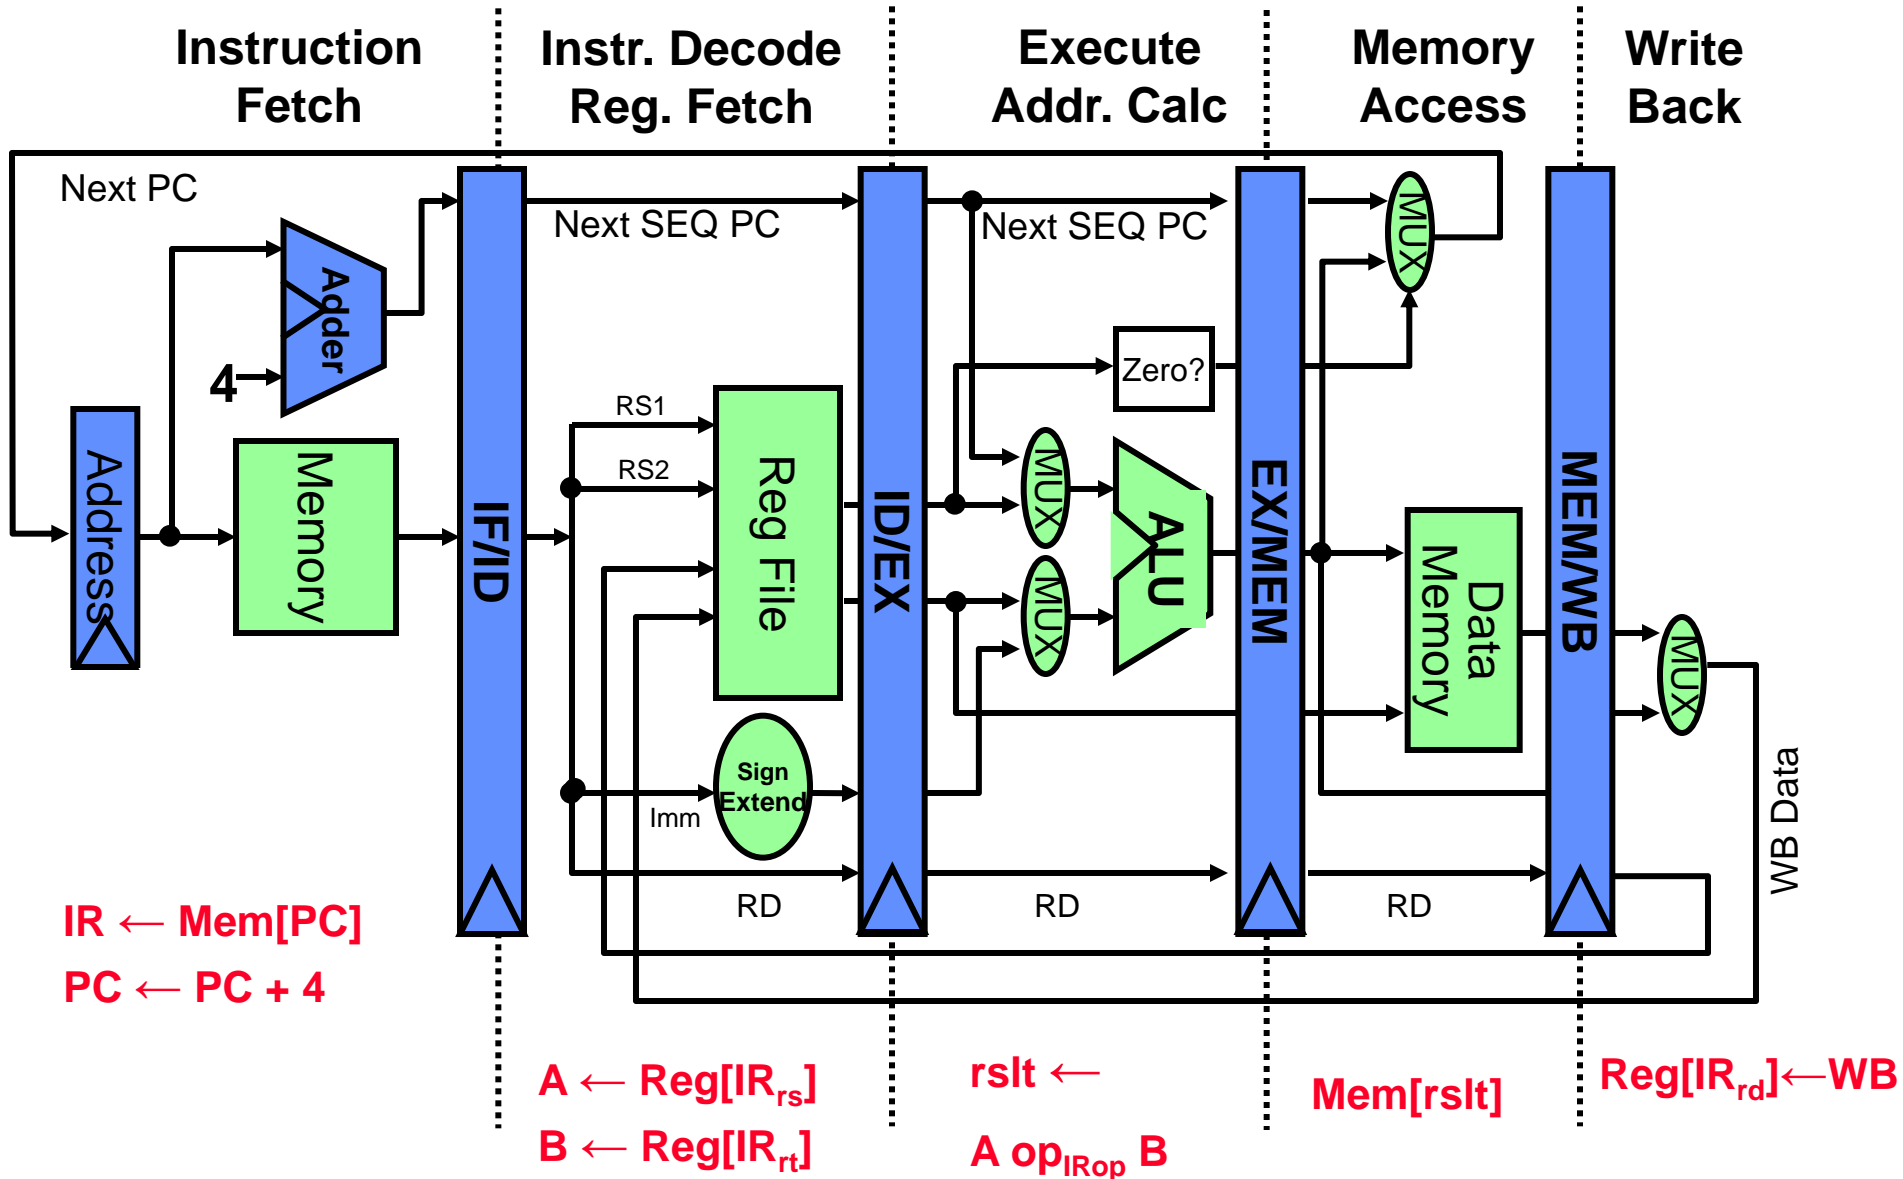 Instruction
Fetch
Instr. Decode
Reg. Fetch
Execute
Addr. Calc
Memory
Access
Write
Back
Next PC
Next SEQ PC
Next SEQ PC
MUX
Adder
4
Zero?
RS1
RS2
Address
Memory
IF/ID
Reg File
ID/EX
MUX
MUX
ALU
EX/MEM
Data
Memory
MEM/WB
MUX
Sign
Extend
Imm
WB Data
RD
RD
RD
IR ← Mem[PC]
PC ← PC + 4
A ← Reg[IRrs]
B ← Reg[IRrt]
rslt ←
A opIRop B
Mem[rslt]
Reg[IRrd]←WB